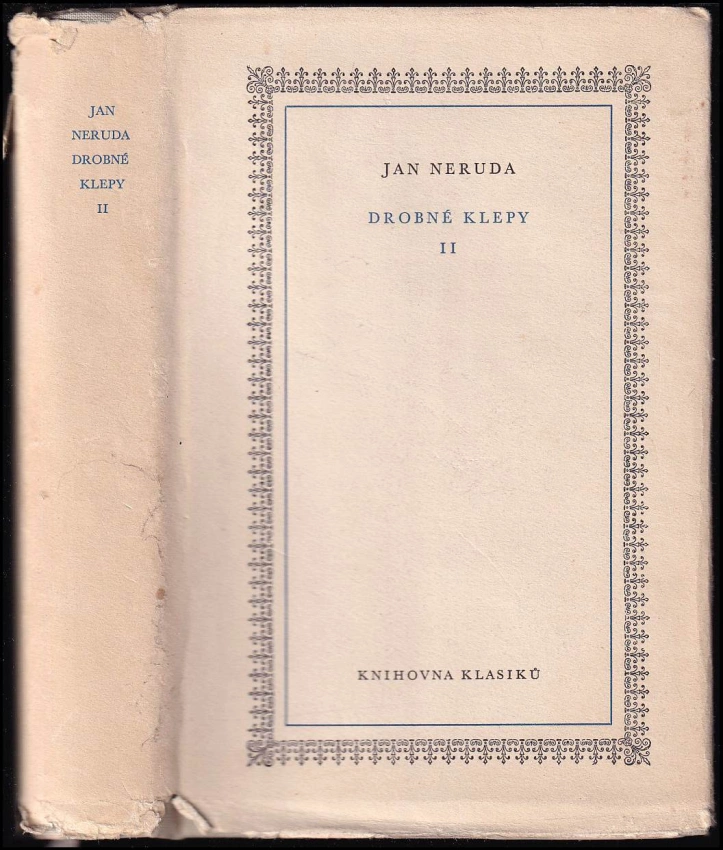 JAN
NERUDA
DROBNÉ
KLEPY
II
JAN NERUDA
DROBNÉ KLEPY
II
KNIHOVNA KLASIKŮ